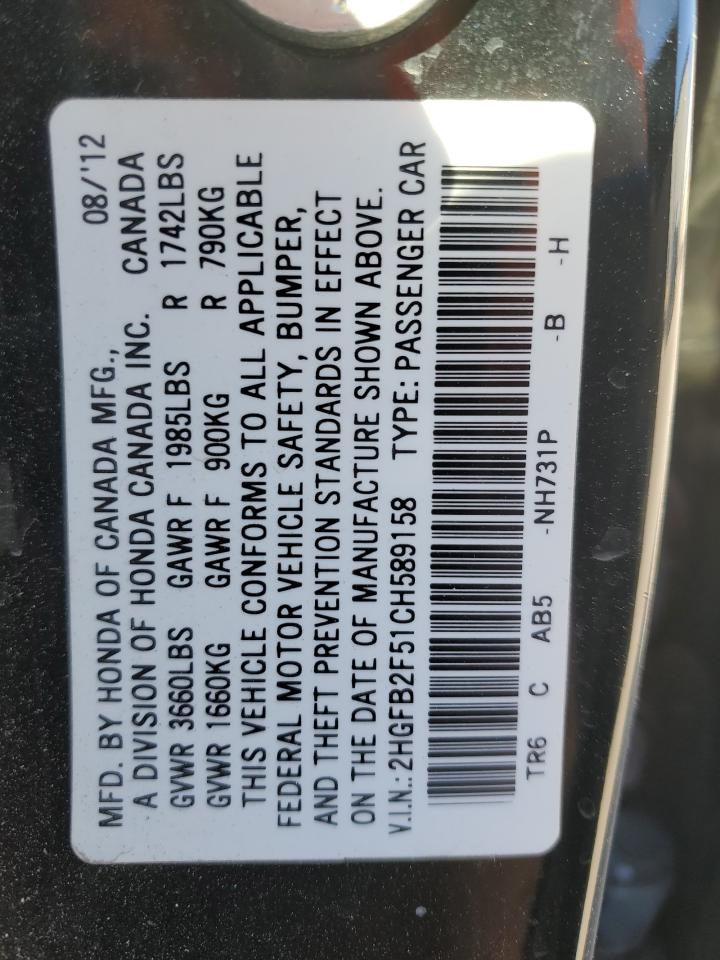 MFD. BY HONDA OF CANADA MFG., 08/'12
A DIVISION OF HONDA CANADA INC. CANADA
GVWR 3660LBS GAWR F 1985LBS R 1742LBS
GVWR 1660KG GAWR F 900KG R 790KG
THIS VEHICLE CONFORMS TO ALL APPLICABLE
FEDERAL MOTOR VEHICLE SAFETY, BUMPER,
AND THEFT PREVENTION STANDARDS IN EFFECT
ON THE DATE OF MANUFACTURE SHOWN ABOVE.
V.I.N.: 2HGFB2F51CH589158 TYPE: PASSENGER CAR
TR6 C AB5 -NH731P -B -H